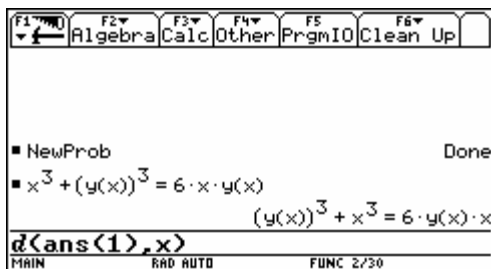 F1 F2 F3 F4 F5 F6
Algebra Calc Other PrgmIO Clean Up
▪ NewProb Done
▪ x³ + (y(x))³ = 6·x·y(x)
(y(x))³ + x³ = 6·y(x)·x
d(ans(1),x)
MAIN RAD AUTO FUNC 2/30